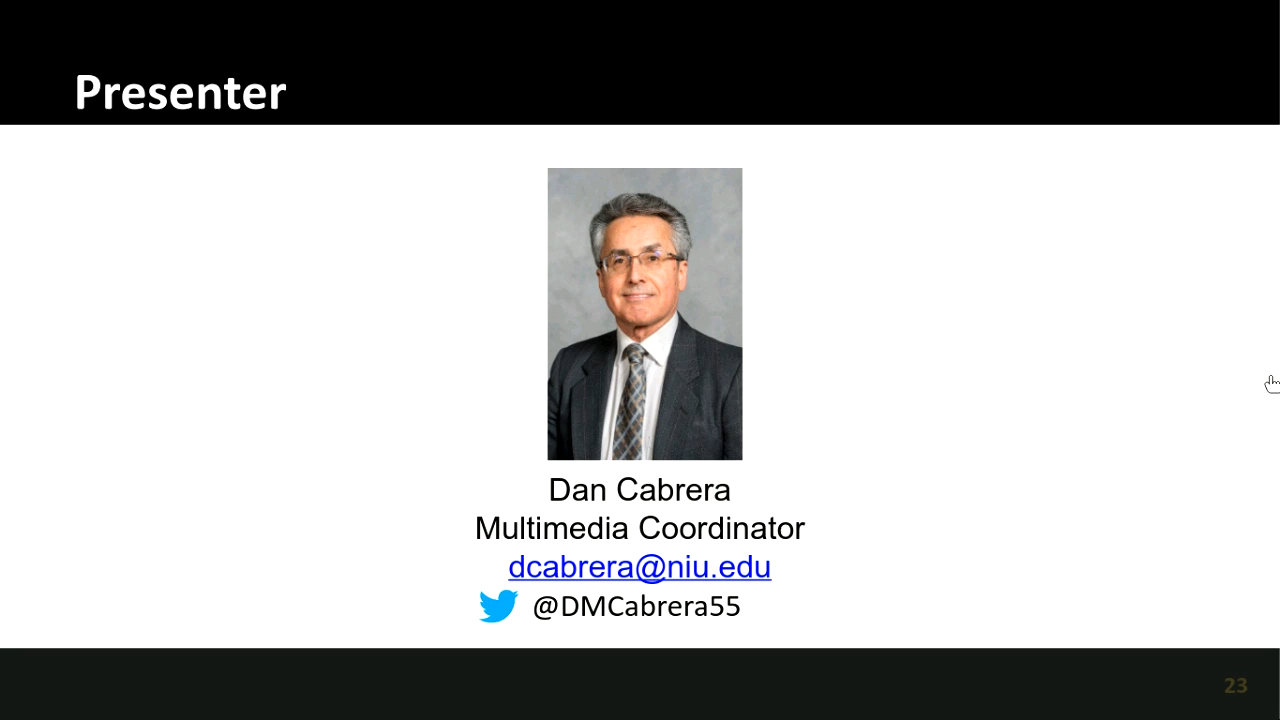 Presenter
Dan Cabrera
Multimedia Coordinator
dcabrera@niu.edu
@DMCabrera55
23